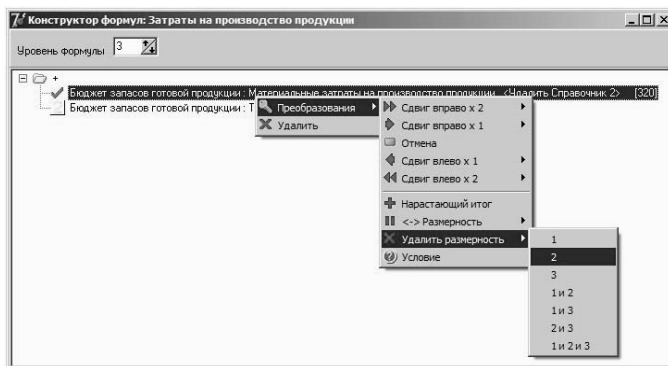 Конструктор формул: Затраты на производство продукции
Уровень формулы 3
+
Бюджет запасов готовой продукции : Материальные затраты на производство продукции <Удалить Справочник 2> [320]
Бюджет запасов готовой продукции : Т
Преобразования
Удалить
Сдвиг вправо x 2
Сдвиг вправо x 1
Отмена
Сдвиг влево x 1
Сдвиг влево x 2
Нарастающий итог
<-> Размерность
Удалить размерность
Условие
1
2
3
1 и 2
1 и 3
2 и 3
1 и 2 и 3